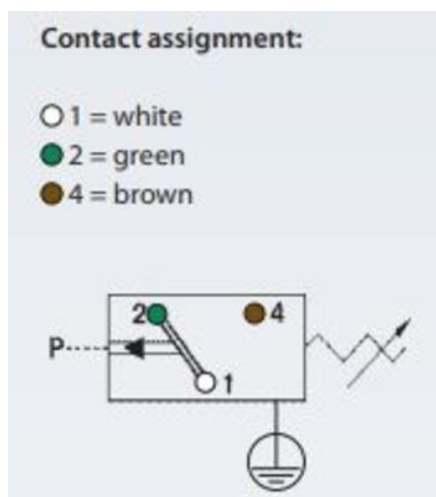 Contact assignment:
1 = white
2 = green
4 = brown
2 4
P
1